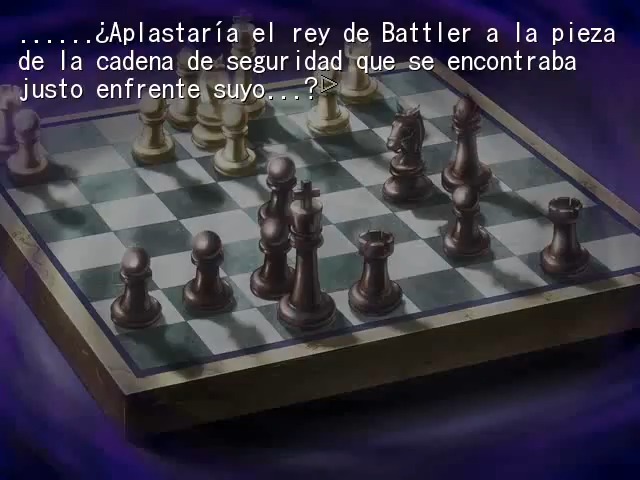 ......¿Aplastaría el rey de Battler a la pieza
de la cadena de seguridad que se encontraba
justo enfrente suyo...?